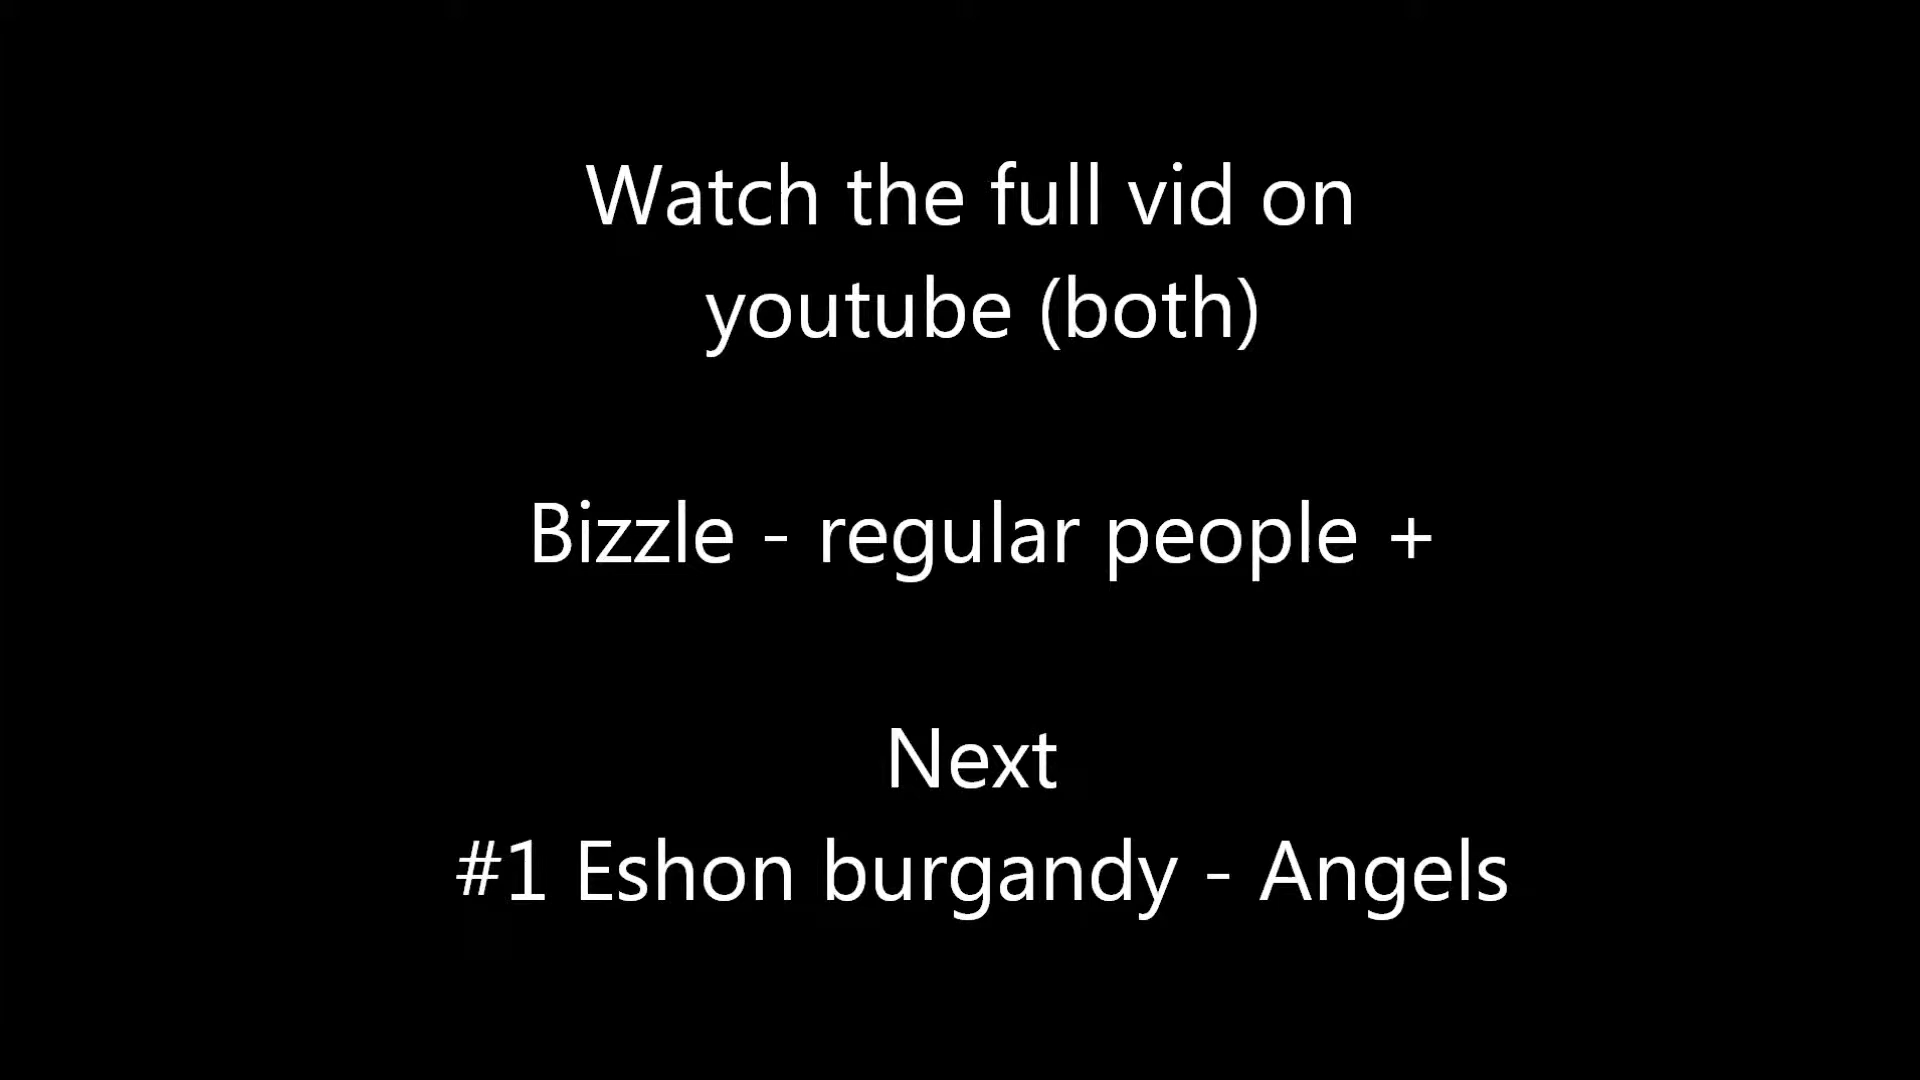 Watch the full vid on
youtube (both)
Bizzle - regular people +
Next
#1 Eshon burgandy - Angels